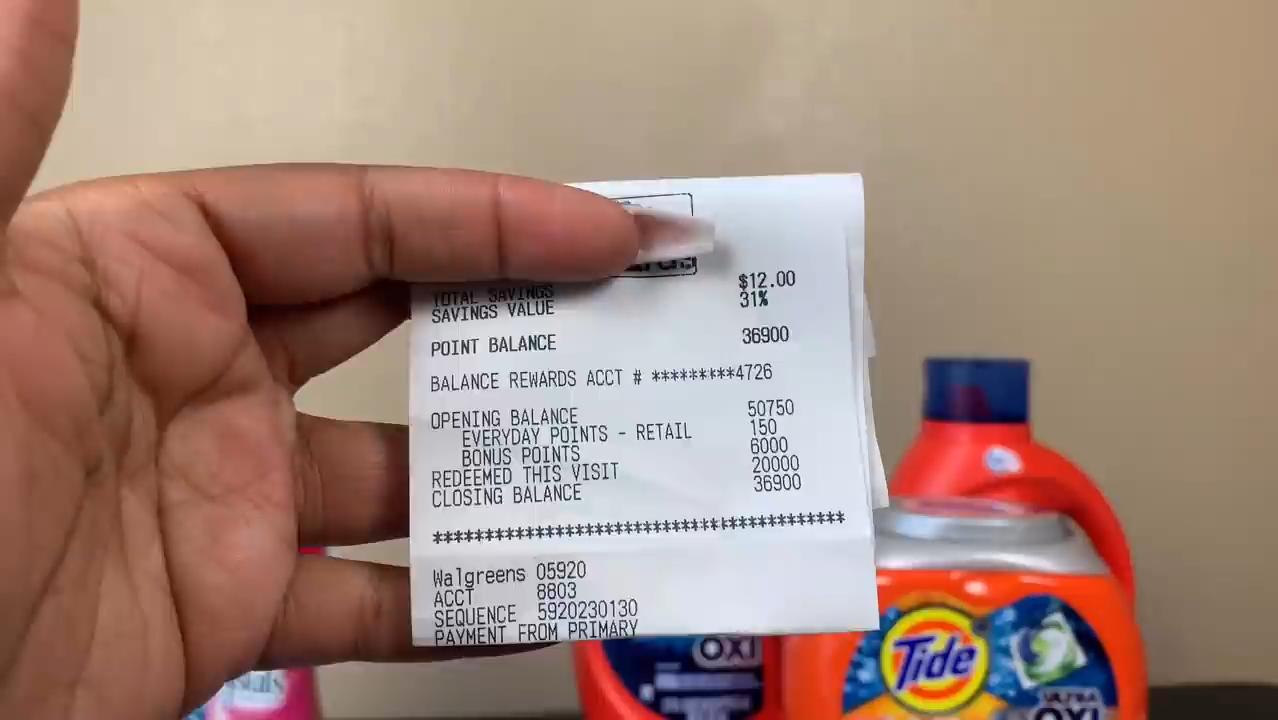 TOTAL SAVINGS $12.00
SAVINGS VALUE 31%
POINT BALANCE 36900
BALANCE REWARDS ACCT # *********4726
OPENING BALANCE 50750
EVERYDAY POINTS - RETAIL 150
BONUS POINTS 6000
REDEEMED THIS VISIT 20000
CLOSING BALANCE 36900
****************************************
Walgreens 05920
ACCT 8803
SEQUENCE 5920230130
PAYMENT FROM PRIMARY
OXI
Tide
ULTRA
OXI